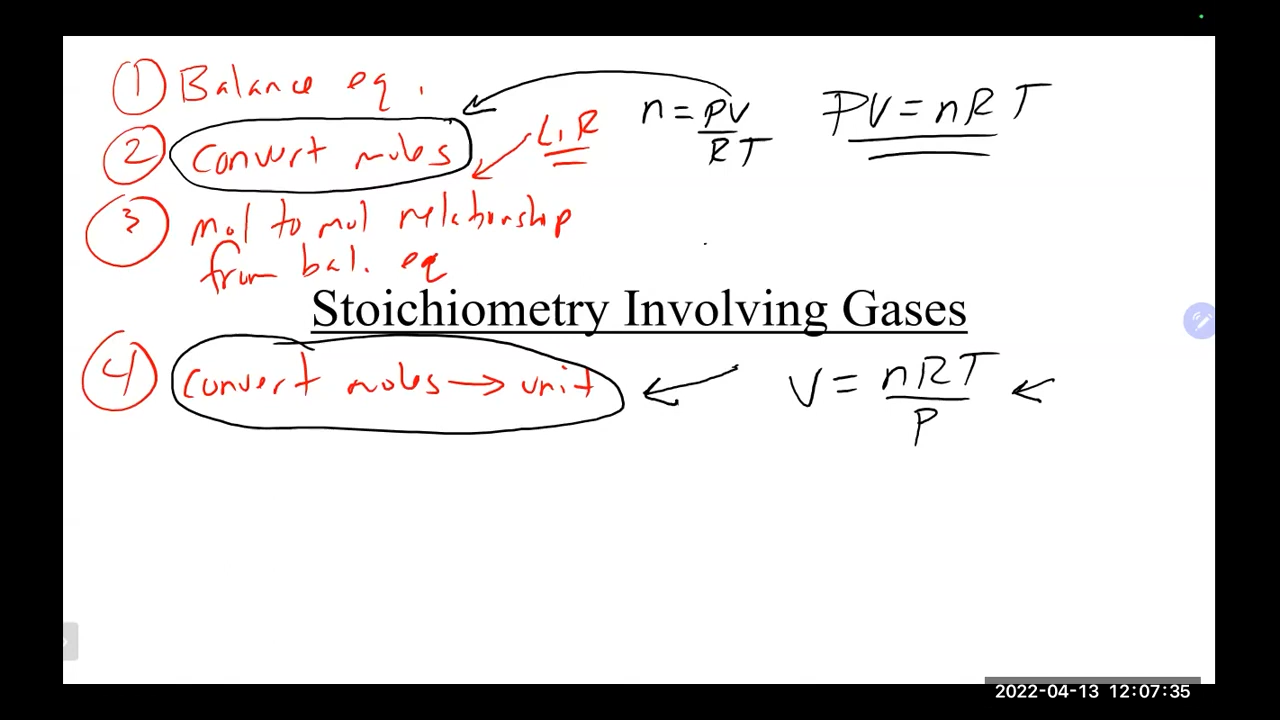 ① Balance eq.
② Convert moles
L.R
n = PV/RT
PV = nRT
③ mol to mol relationship
from bal. eq
Stoichiometry Involving Gases
④ Convert moles → unit
V = nRT/P
2022-04-13 12:07:35